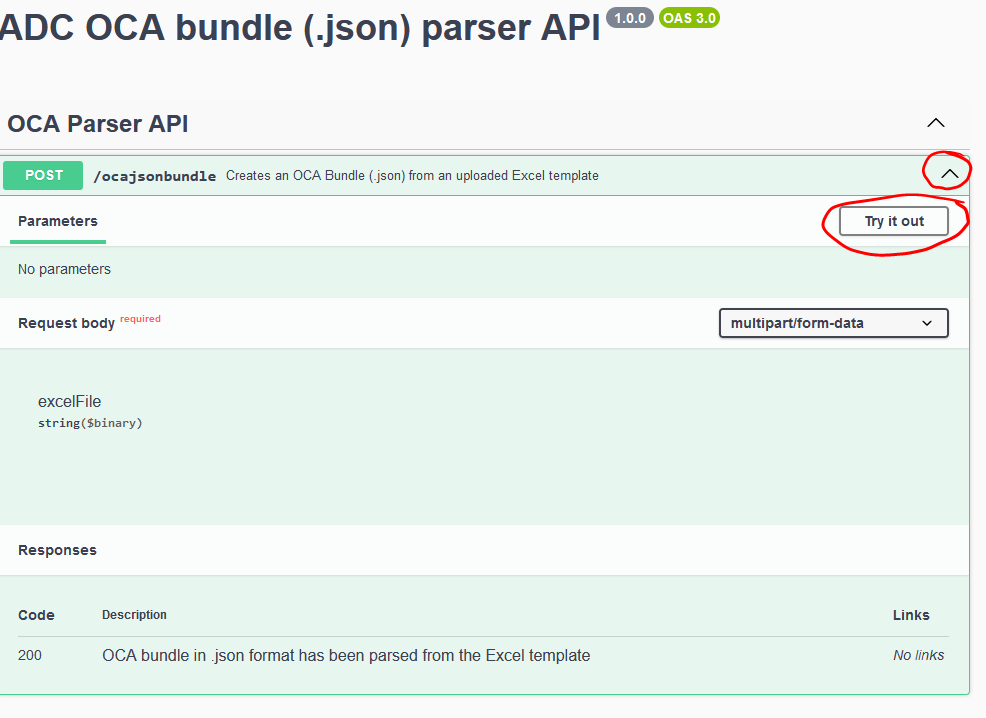 ADC OCA bundle (.json) parser API 1.0.0 OAS 3.0
OCA Parser API
POST /ocajsonbundle Creates an OCA Bundle (.json) from an uploaded Excel template
Parameters Try it out
No parameters
Request body required multipart/form-data
excelFile
string($binary)
Responses
Code Description Links
200 OCA bundle in .json format has been parsed from the Excel template No links